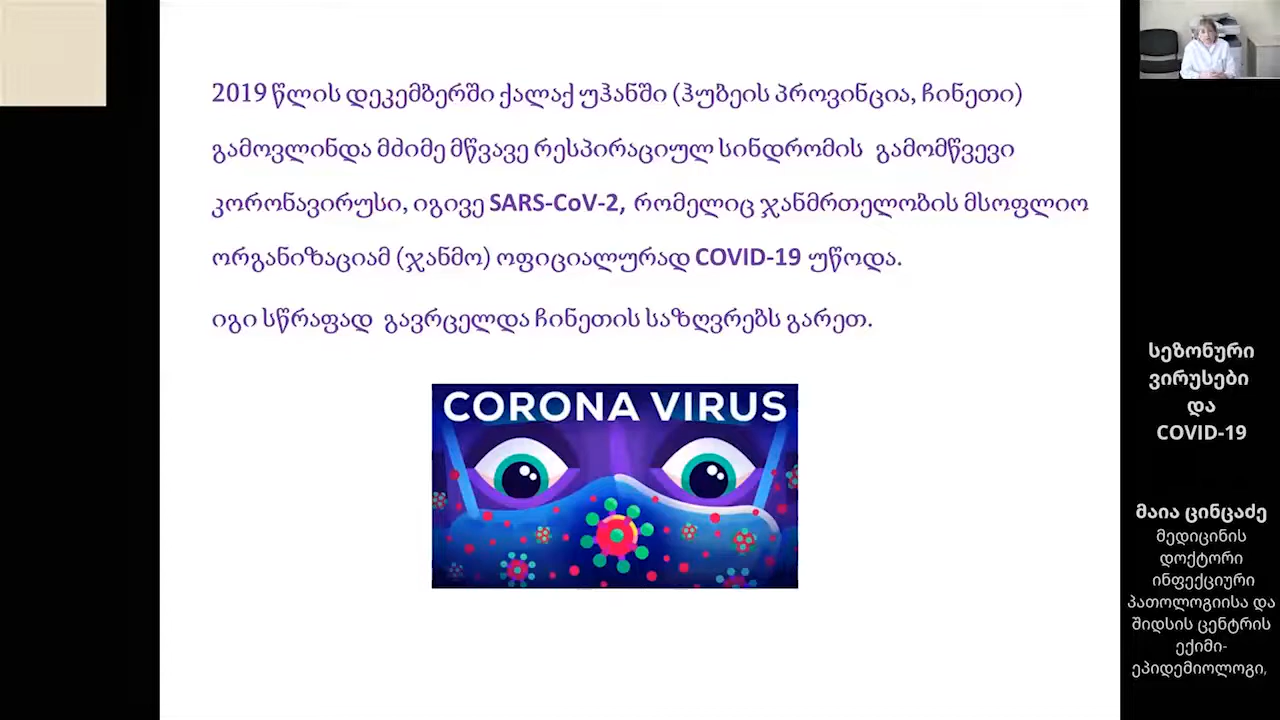 2019 წლის დეკემბერში ქალაქ უჰანში (ჰუბეის პროვინცია, ჩინეთი)
გამოვლინდა მძიმე მწვავე რესპირაციულ სინდრომის გამომწვევი
კორონავირუსი, იგივე SARS-CoV-2, რომელიც ჯანმრთელობის მსოფლიო
ორგანიზაციამ (ჯანმო) ოფიციალურად COVID-19 უწოდა.
იგი სწრაფად გავრცელდა ჩინეთის საზღვრებს გარეთ.
CORONA VIRUS
სეზონური
ვირუსები
და
COVID-19
მაია ცინცაძე
მედიცინის
დოქტორი
ინფექციური
პათოლოგიისა და
შიდსის ცენტრის
ექიმი-
ეპიდემიოლოგი,